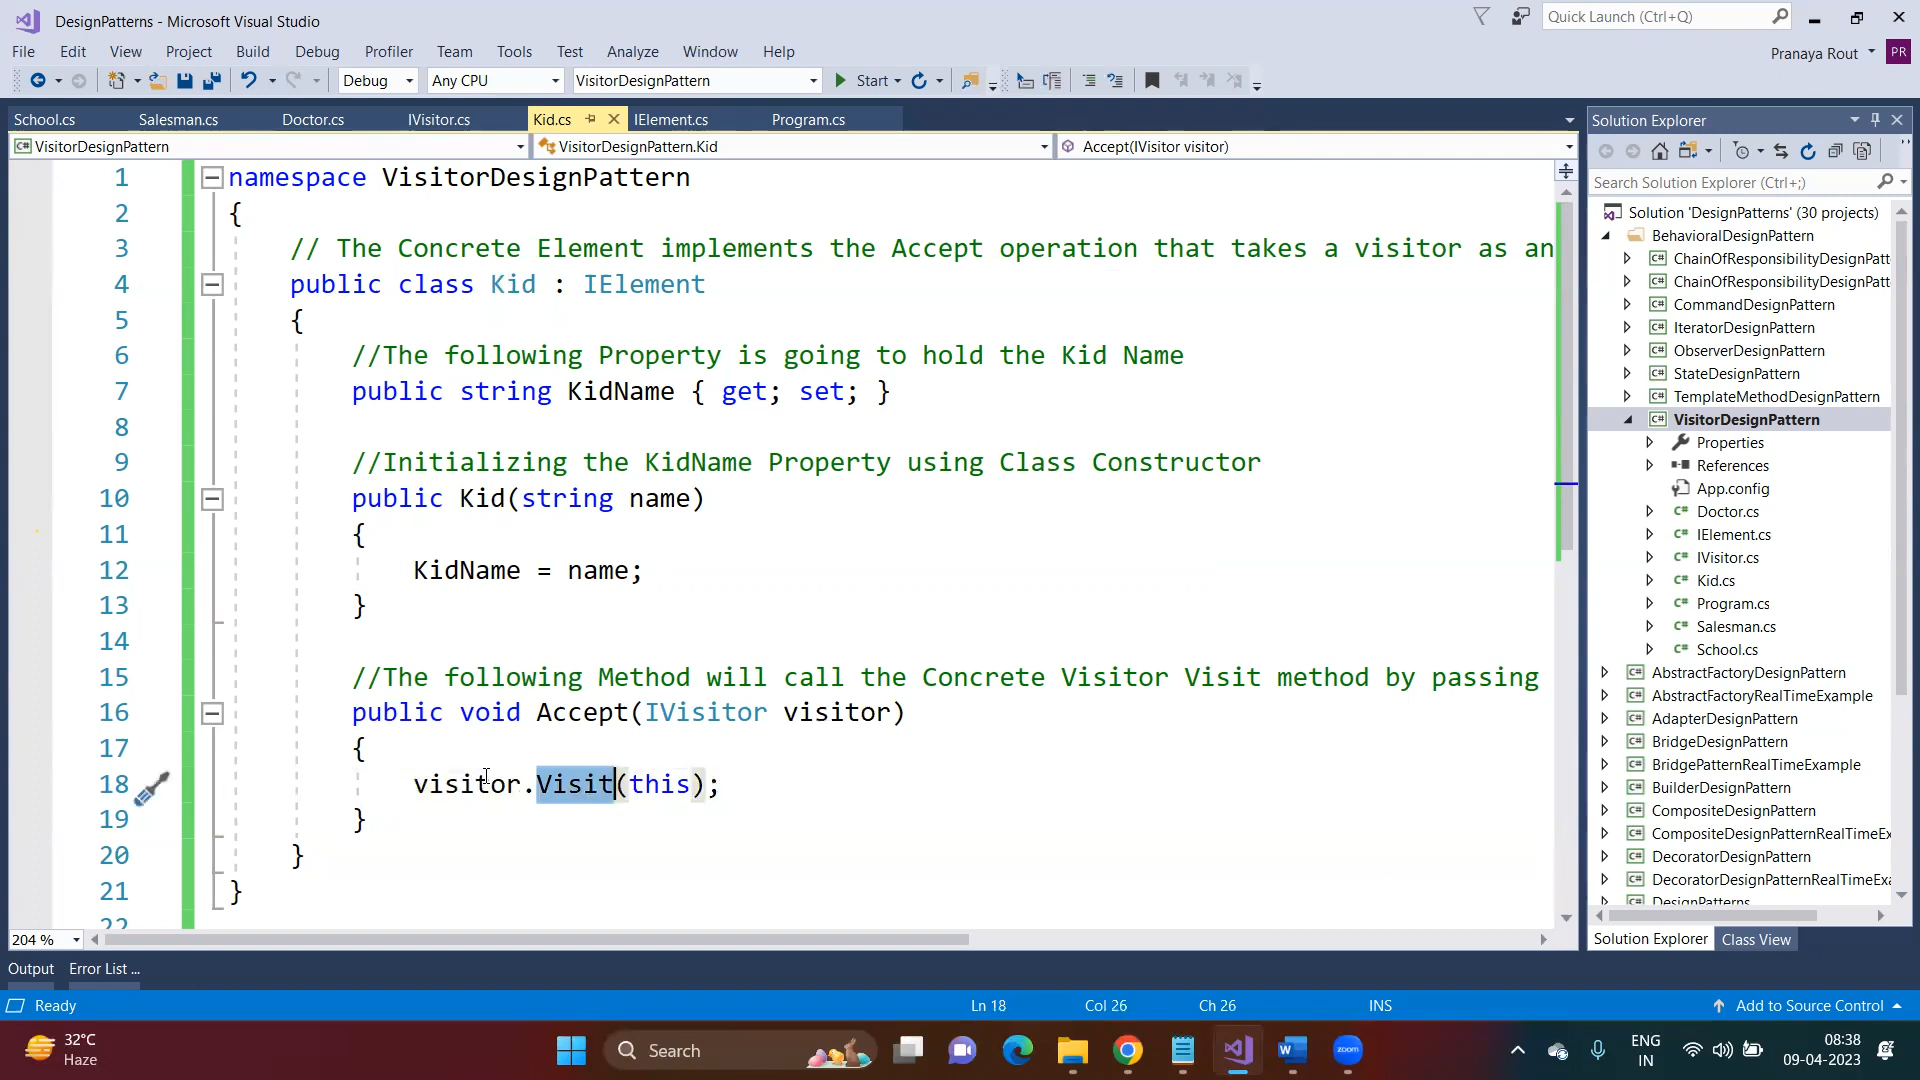 DesignPatterns - Microsoft Visual Studio
Quick Launch (Ctrl+Q)
File Edit View Project Build Debug Profiler Team Tools Test Analyze Window Help
Pranaya Rout PR
Debug Any CPU VisitorDesignPattern Start
School.cs Salesman.cs Doctor.cs IVisitor.cs Kid.cs IElement.cs Program.cs
VisitorDesignPattern VisitorDesignPattern.Kid Accept(IVisitor visitor)
1 namespace VisitorDesignPattern
2 {
3 // The Concrete Element implements the Accept operation that takes a visitor as an
4 public class Kid : IElement
5 {
6 //The following Property is going to hold the Kid Name
7 public string KidName { get; set; }
8
9 //Initializing the KidName Property using Class Constructor
10 public Kid(string name)
11 {
12 KidName = name;
13 }
14
15 //The following Method will call the Concrete Visitor Visit method by passing
16 public void Accept(IVisitor visitor)
17 {
18 visitor.Visit(this);
19 }
20 }
21 }
22
204 %
Solution Explorer
Search Solution Explorer (Ctrl+;)
Solution 'DesignPatterns' (30 projects)
BehavioralDesignPattern
C# ChainOfResponsibilityDesignPatt
C# ChainOfResponsibilityDesignPatt
C# CommandDesignPattern
C# IteratorDesignPattern
C# ObserverDesignPattern
C# StateDesignPattern
C# TemplateMethodDesignPattern
C# VisitorDesignPattern
Properties
References
App.config
C# Doctor.cs
C# IElement.cs
C# IVisitor.cs
C# Kid.cs
C# Program.cs
C# Salesman.cs
C# School.cs
C# AbstractFactoryDesignPattern
C# AbstractFactoryRealTimeExample
C# AdapterDesignPattern
C# BridgeDesignPattern
C# BridgePatternRealTimeExample
C# BuilderDesignPattern
C# CompositeDesignPattern
C# CompositeDesignPatternRealTimeEx
C# DecoratorDesignPattern
C# DecoratorDesignPatternRealTimeExa
C# DesignPatterns
Solution Explorer Class View
Output Error List ...
Ready Ln 18 Col 26 Ch 26 INS Add to Source Control
32°C
Haze
Search
zoom
ENG
IN
08:38
09-04-2023